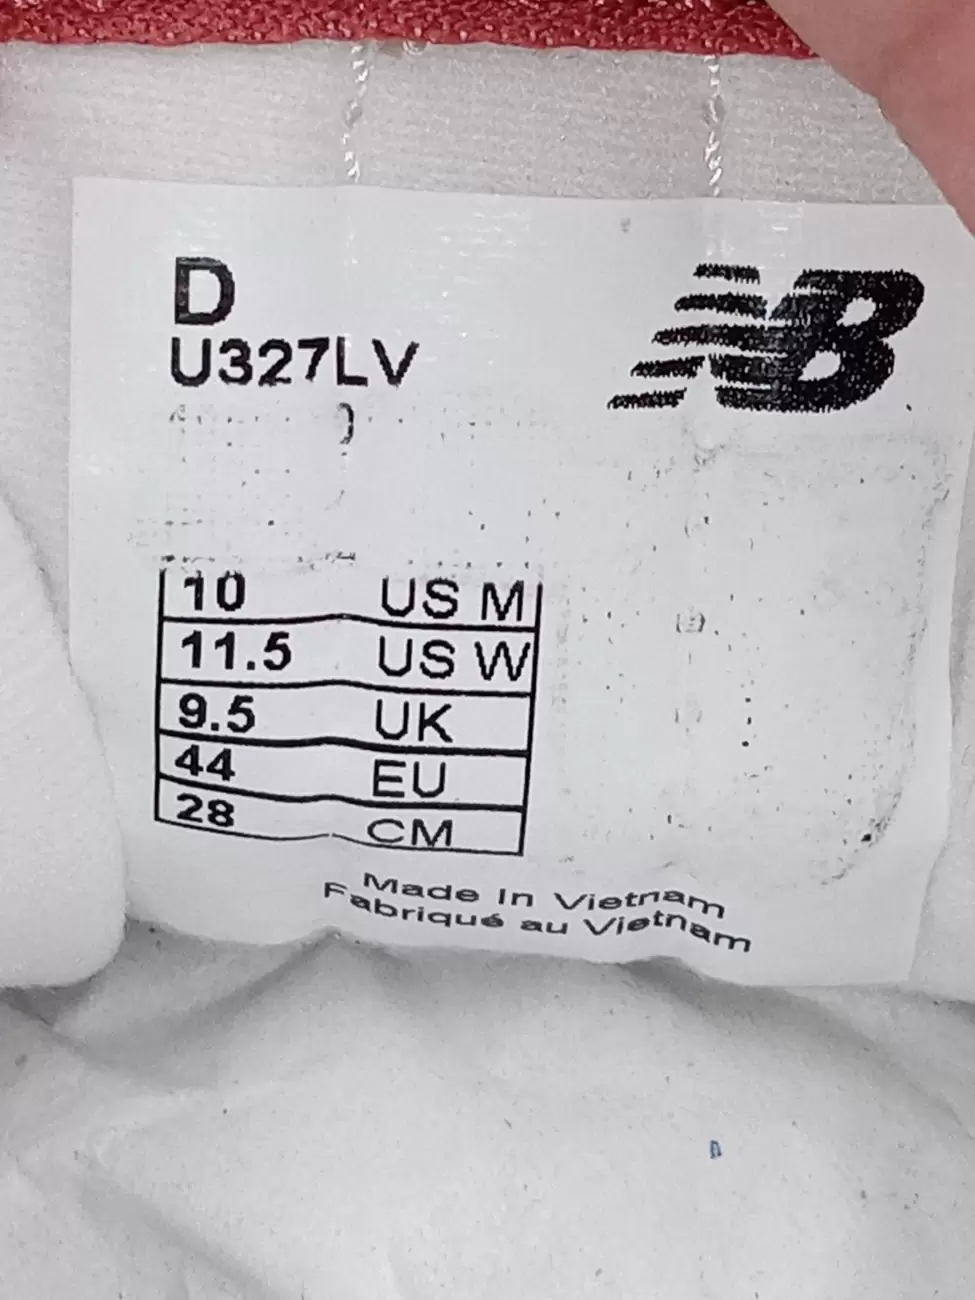 D
NB
U327LV
10 US M
11.5 US W
9.5 UK
44 EU
28 CM
Made In Vietnam
Fabriqué au Vietnam